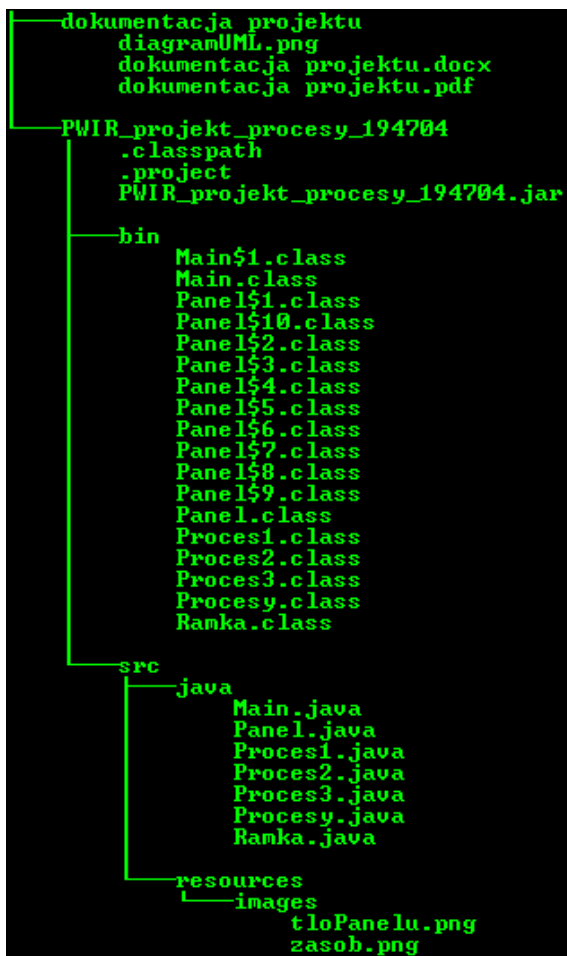 dokumentacja projektu
diagramUML.png
dokumentacja projektu.docx
dokumentacja projektu.pdf
PWIR_projekt_procesy_194704
.classpath
.project
PWIR_projekt_procesy_194704.jar
bin
Main$1.class
Main.class
Panel$1.class
Panel$10.class
Panel$2.class
Panel$3.class
Panel$4.class
Panel$5.class
Panel$6.class
Panel$7.class
Panel$8.class
Panel$9.class
Panel.class
Proces1.class
Proces2.class
Proces3.class
Procesy.class
Ramka.class
src
java
Main.java
Panel.java
Proces1.java
Proces2.java
Proces3.java
Procesy.java
Ramka.java
resources
images
tloPanelu.png
zasob.png